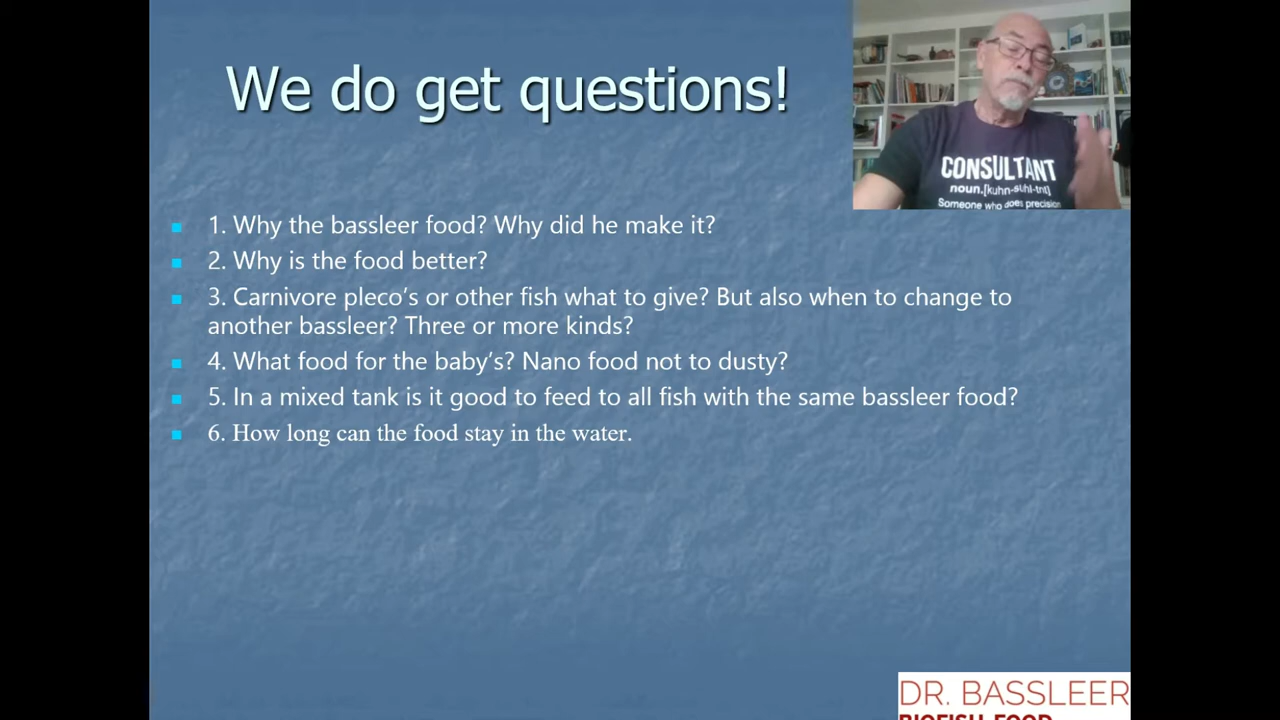 We do get questions!
CONSULTANT
noun.[kuhn-suhl-tnt]
Someone who does precision
1. Why the bassleer food? Why did he make it?
2. Why is the food better?
3. Carnivore pleco’s or other fish what to give? But also when to change to
another bassleer? Three or more kinds?
4. What food for the baby’s? Nano food not to dusty?
5. In a mixed tank is it good to feed to all fish with the same bassleer food?
6. How long can the food stay in the water.
DR. BASSLEER
BIOFISH FOOD